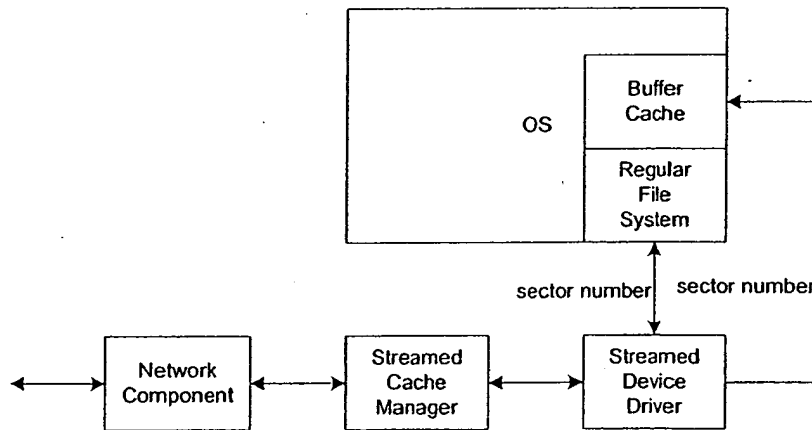 Buffer
Cache
OS
Regular
File
System
sector number
sector number
Network
Component
Streamed
Cache
Manager
Streamed
Device
Driver